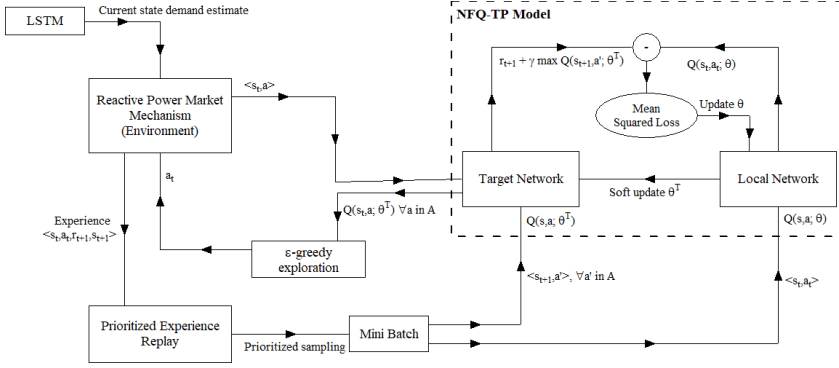 LSTM
Current state demand estimate
NFQ-TP Model
r_{t+1} + γ max Q(s_{t+1},a'; θ^T)
-
Q(s_t,a_t; θ)
Reactive Power Market
Mechanism
(Environment)
<s_t,a>
Mean
Squared Loss
Update θ
a_t
Target Network
Soft update θ^T
Local Network
Q(s_t,a; θ^T) ∀a in A
Q(s,a; θ^T)
Q(s,a; θ)
Experience
<s_t,a_t,r_{t+1},s_{t+1}>
ε-greedy
exploration
<s_{t+1},a'>, ∀a' in A
<s_t,a_t>
Prioritized Experience
Replay
Prioritized sampling
Mini Batch